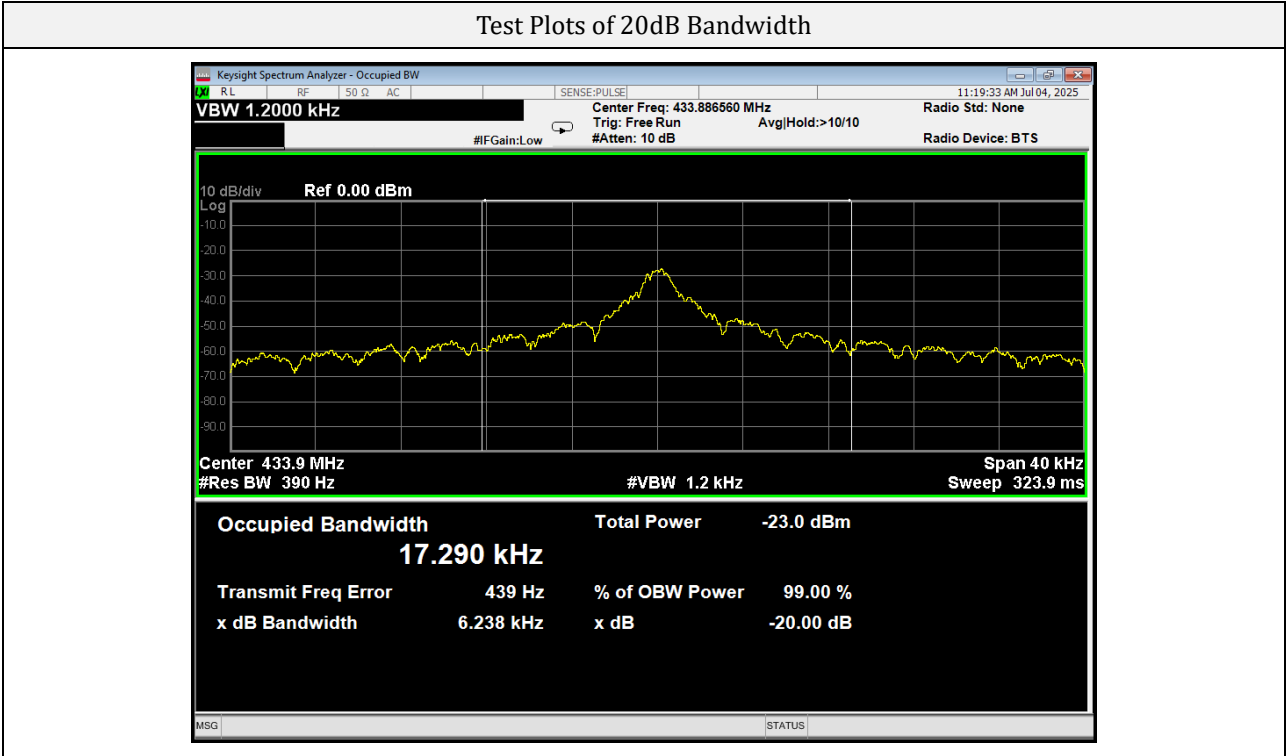 Test Plots of 20dB Bandwidth
Keysight Spectrum Analyzer - Occupied BW
LXI RL RF 50 Ω AC SENSE:PULSE 11:19:33 AM Jul 04, 2025
VBW 1.2000 kHz Center Freq: 433.886560 MHz Radio Std: None
Trig: Free Run Avg|Hold:>10/10
#IFGain:Low #Atten: 10 dB Radio Device: BTS
10 dB/div Ref 0.00 dBm
Log
-10.0
-20.0
-30.0
-40.0
-50.0
-60.0
-70.0
-80.0
-90.0
Center 433.9 MHz Span 40 kHz
#Res BW 390 Hz #VBW 1.2 kHz Sweep 323.9 ms
Occupied Bandwidth Total Power -23.0 dBm
17.290 kHz
Transmit Freq Error 439 Hz % of OBW Power 99.00 %
x dB Bandwidth 6.238 kHz x dB -20.00 dB
MSG STATUS